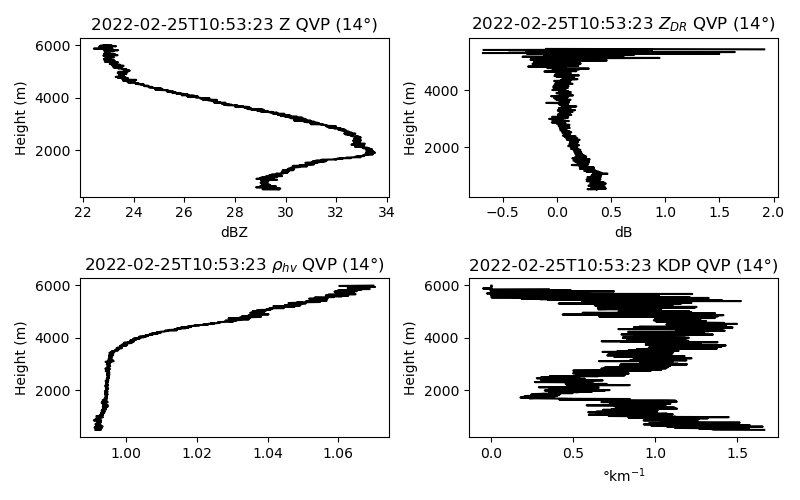 2022-02-25T10:53:23 Z QVP (14°)
6000
4000
2000
Height (m)
22 24 26 28 30 32 34
dBZ
2022-02-25T10:53:23 Z_DR QVP (14°)
4000
2000
Height (m)
−0.5 0.0 0.5 1.0 1.5 2.0
dB
2022-02-25T10:53:23 ρ_hv QVP (14°)
6000
4000
2000
Height (m)
1.00 1.02 1.04 1.06
2022-02-25T10:53:23 KDP QVP (14°)
6000
4000
2000
Height (m)
0.0 0.5 1.0 1.5
°km⁻¹